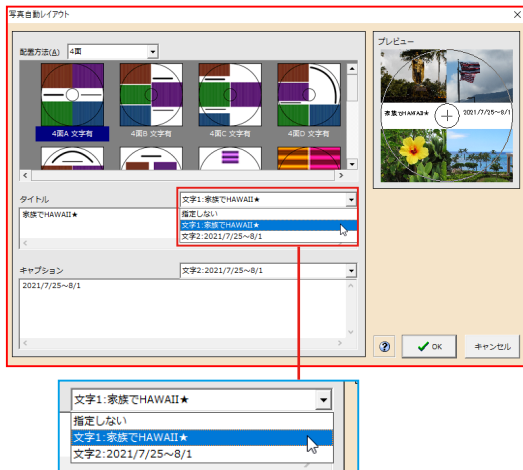 写真自動レイアウト
配置方法(A) 4面
4面A 文字有
4面B 文字有
4面C 文字有
4面D 文字有
タイトル
文字1:家族でHAWAII★
家族でHAWAII★
指定しない
文字1:家族でHAWAII★
文字2:2021/7/25～8/1
キャプション
文字2:2021/7/25～8/1
2021/7/25～8/1
プレビュー
家族でHAWAII★
2021/7/25～8/1
OK
キャンセル
文字1:家族でHAWAII★
指定しない
文字1:家族でHAWAII★
文字2:2021/7/25～8/1